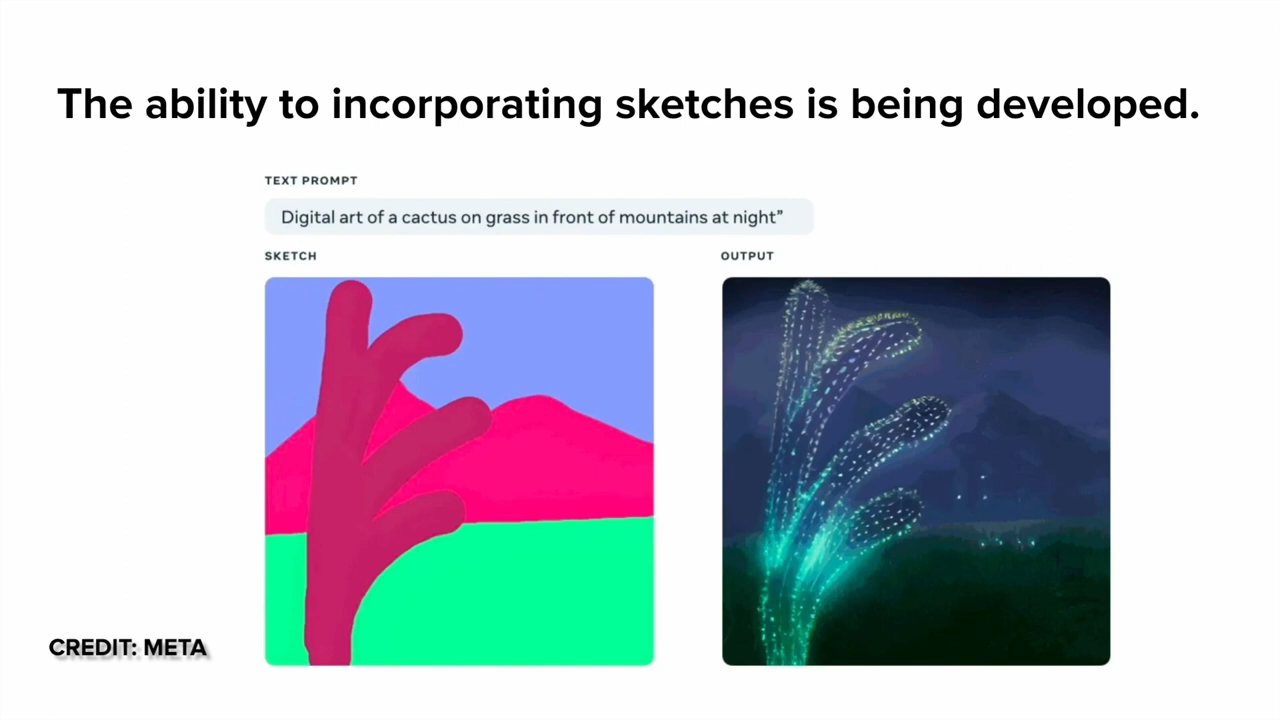 The ability to incorporating sketches is being developed.
TEXT PROMPT
Digital art of a cactus on grass in front of mountains at night”
SKETCH
OUTPUT
CREDIT: META